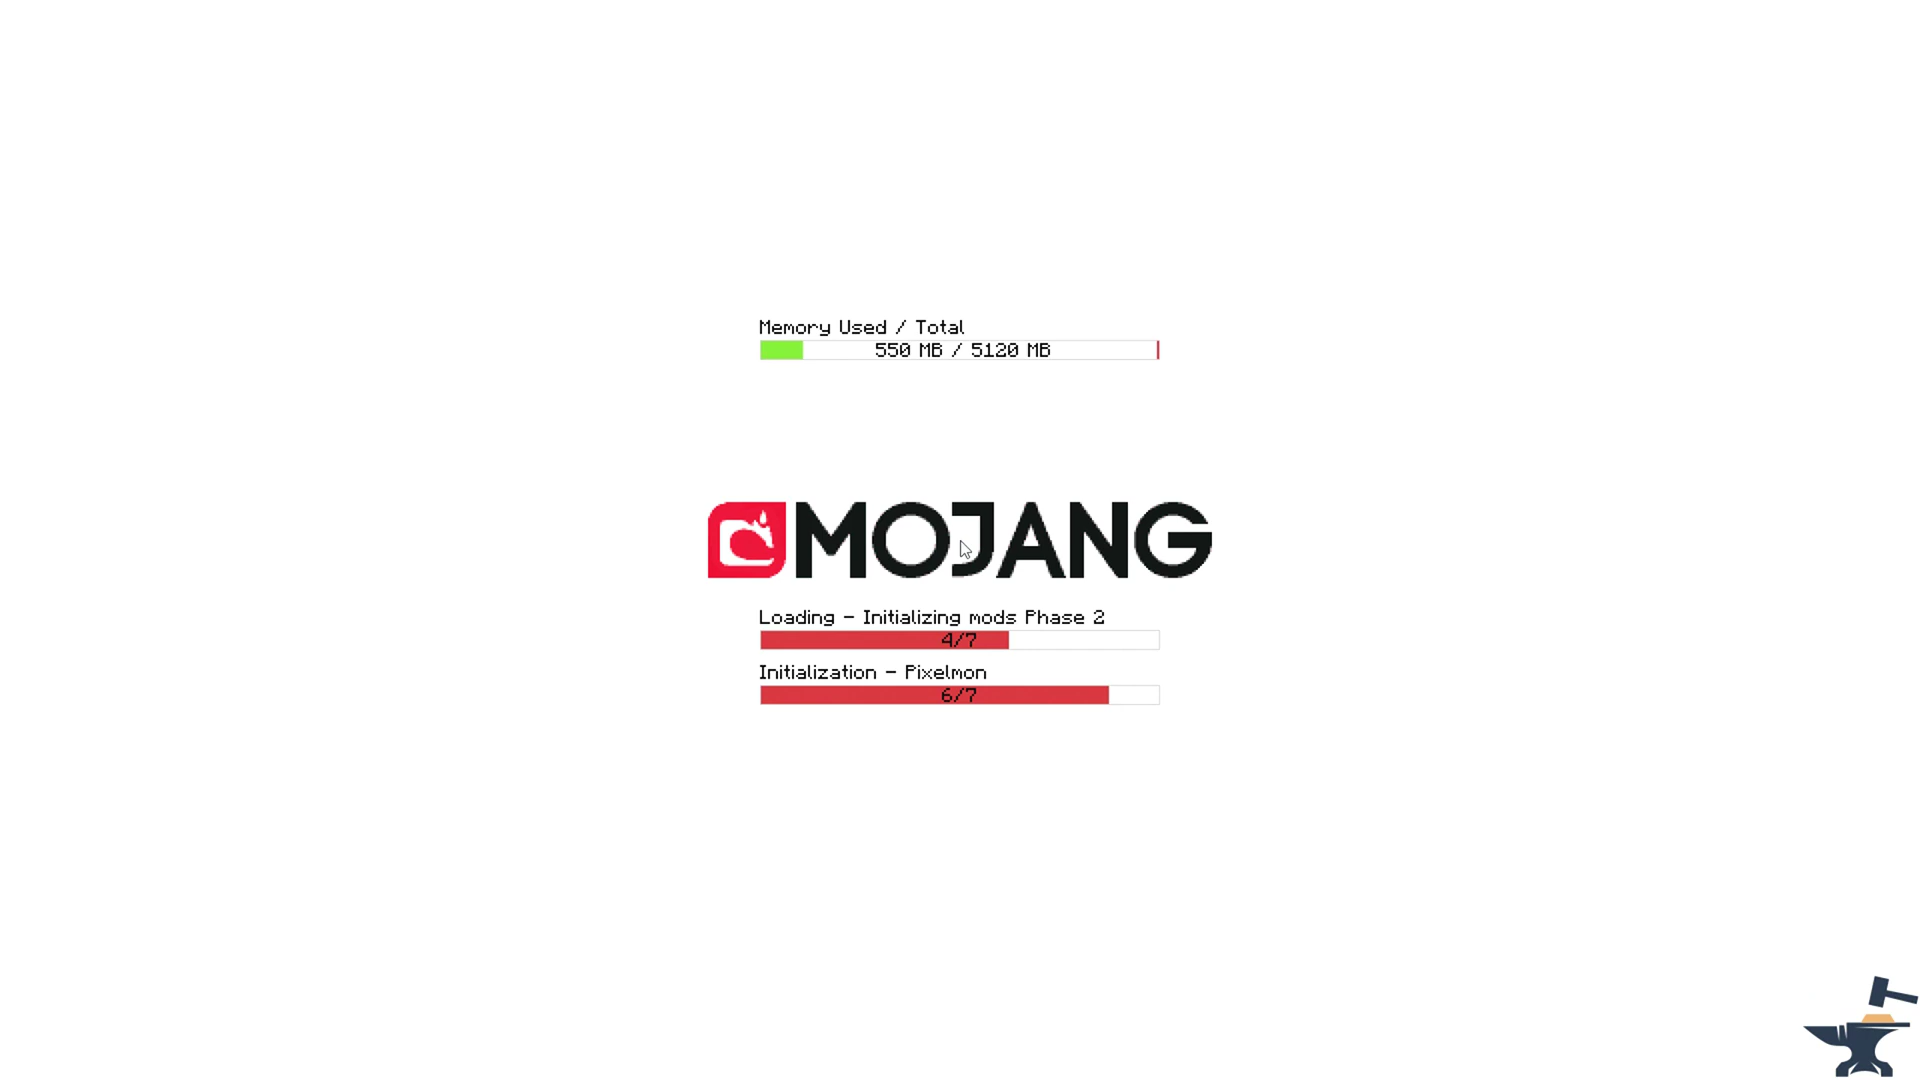 Memory Used / Total
550 MB / 5120 MB
MOJANG
Loading - Initializing mods Phase 2
4/7
Initialization - Pixelmon
6/7